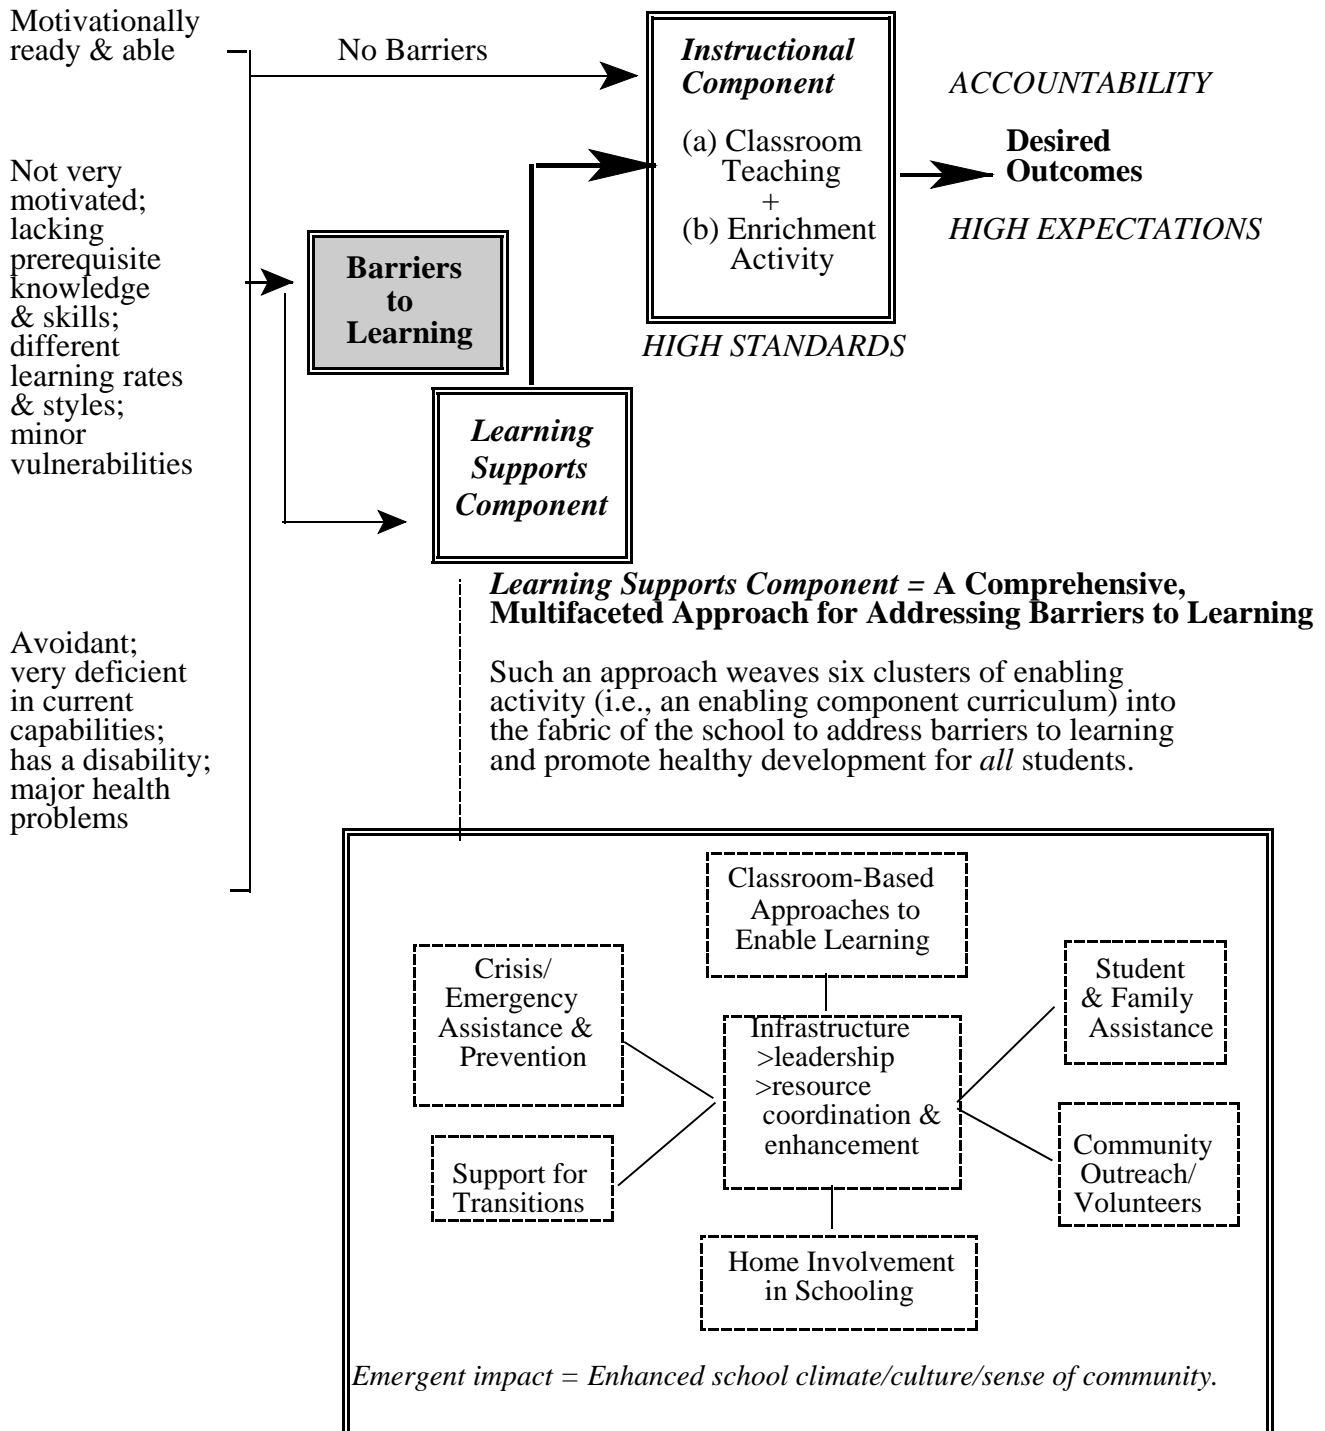 Motivationally
ready & able
No Barriers
Instructional
Component
(a) Classroom
Teaching
+
(b) Enrichment
Activity
HIGH STANDARDS
ACCOUNTABILITY
Desired
Outcomes
HIGH EXPECTATIONS
Not very
motivated;
lacking
prerequisite
knowledge
& skills;
different
learning rates
& styles;
minor
vulnerabilities
Barriers
to
Learning
Learning
Supports
Component
Avoidant;
very deficient
in current
capabilities;
has a disability;
major health
problems
Learning Supports Component = A Comprehensive,
Multifaceted Approach for Addressing Barriers to Learning
Such an approach weaves six clusters of enabling
activity (i.e., an enabling component curriculum) into
the fabric of the school to address barriers to learning
and promote healthy development for all students.
Classroom-Based
Approaches to
Enable Learning
Crisis/
Emergency
Assistance &
Prevention
Infrastructure
>leadership
>resource
coordination &
enhancement
Student
& Family
Assistance
Support for
Transitions
Community
Outreach/
Volunteers
Home Involvement
in Schooling
Emergent impact = Enhanced school climate/culture/sense of community.